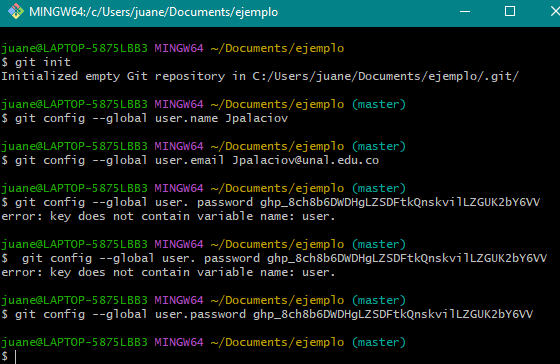 MINGW64:/c/Users/juane/Documents/ejemplo
juane@LAPTOP-5875LBB3 MINGW64 ~/Documents/ejemplo
$ git init
Initialized empty Git repository in C:/Users/juane/Documents/ejemplo/.git/
juane@LAPTOP-5875LBB3 MINGW64 ~/Documents/ejemplo (master)
$ git config --global user.name Jpalaciov
juane@LAPTOP-5875LBB3 MINGW64 ~/Documents/ejemplo (master)
$ git config --global user.email Jpalaciov@unal.edu.co
juane@LAPTOP-5875LBB3 MINGW64 ~/Documents/ejemplo (master)
$ git config --global user. password 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
error: key does not contain variable name: user.
juane@LAPTOP-5875LBB3 MINGW64 ~/Documents/ejemplo (master)
$  git config --global user. password 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
error: key does not contain variable name: user.
juane@LAPTOP-5875LBB3 MINGW64 ~/Documents/ejemplo (master)
$ git config --global user.password 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
juane@LAPTOP-5875LBB3 MINGW64 ~/Documents/ejemplo (master)
$